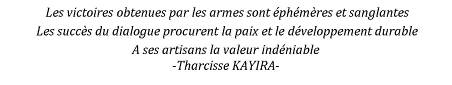 Les victoires obtenues par les armes sont éphémères et sanglantes
Les succès du dialogue procurent la paix et le développement durable
A ses artisans la valeur indéniable
-Tharcisse KAYIRA-